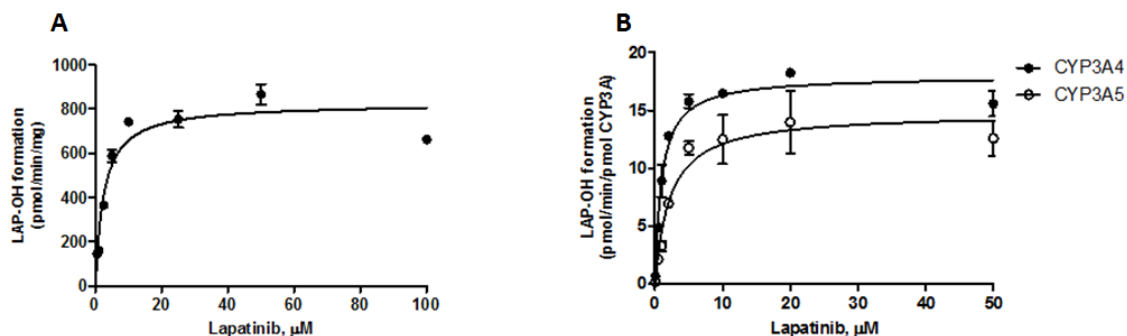 A
LAP-OH formation
(pmol/min/mg)
1000
800
600
400
200
0
0 20 40 60 80 100
Lapatinib, μM
B
LAP-OH formation
(pmol/min/pmol CYP3A)
20
15
10
5
0
0 10 20 30 40 50
Lapatinib, μM
CYP3A4
CYP3A5